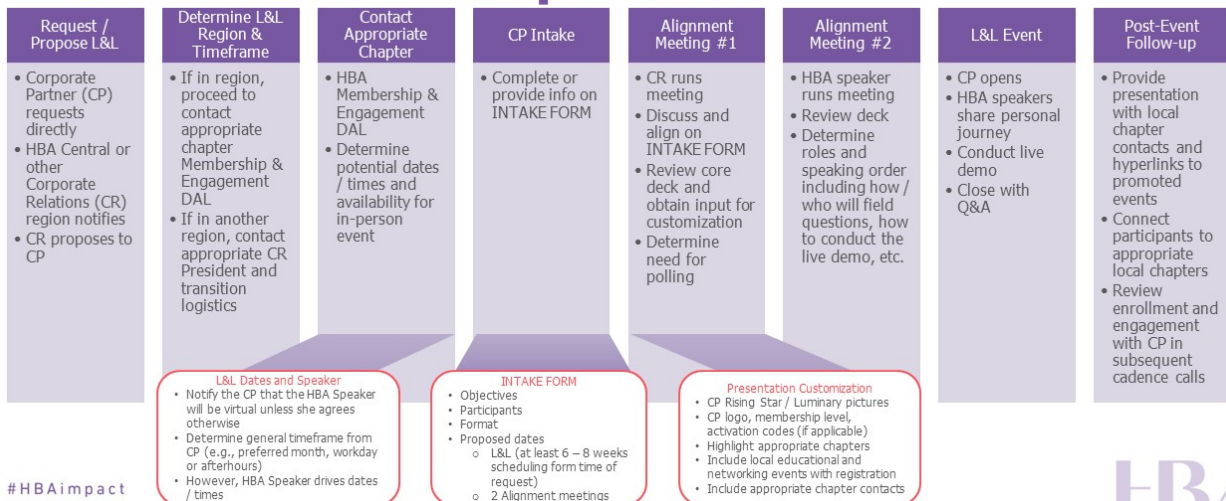 Request /
Propose L&L
• Corporate
Partner (CP)
requests
directly
• HBA Central or
other
Corporate
Relations (CR)
region notifies
• CR proposes to
CP
Determine L&L
Region &
Timeframe
• If in region,
proceed to
contact
appropriate
chapter
Membership &
Engagement
DAL
• If in another
region, contact
appropriate CR
President and
transition
logistics
Contact
Appropriate
Chapter
• HBA
Membership &
Engagement
DAL
• Determine
potential dates
/ times and
availability for
in-person
event
CP Intake
• Complete or
provide info on
INTAKE FORM
Alignment
Meeting #1
• CR runs
meeting
• Discuss and
align on
INTAKE FORM
• Review core
deck and
obtain input for
customization
• Determine
need for
polling
Alignment
Meeting #2
• HBA speaker
runs meeting
• Review deck
• Determine
roles and
speaking order
including how /
who will field
questions, how
to conduct the
live demo, etc.
L&L Event
• CP opens
• HBA speakers
share personal
journey
• Conduct live
demo
• Close with
Q&A
Post-Event
Follow-up
• Provide
presentation
with local
chapter
contacts and
hyperlinks to
promoted
events
• Connect
participants to
appropriate
local chapters
• Review
enrollment and
engagement
with CP in
subsequent
cadence calls
L&L Dates and Speaker
• Notify the CP that the HBA Speaker
will be virtual unless she agrees
otherwise
• Determine general timeframe from
CP (e.g., preferred month, workday
or afterhours)
• However, HBA Speaker drives dates
/ times
INTAKE FORM
• Objectives
• Participants
• Format
• Proposed dates
o L&L (at least 6 – 8 weeks
scheduling form time of
request)
o 2 Alignment meetings
Presentation Customization
• CP Rising Star / Luminary pictures
• CP logo, membership level,
activation codes (if applicable)
• Highlight appropriate chapters
• Include local educational and
networking events with registration
• Include appropriate chapter contacts
#HBAimpact
HBA